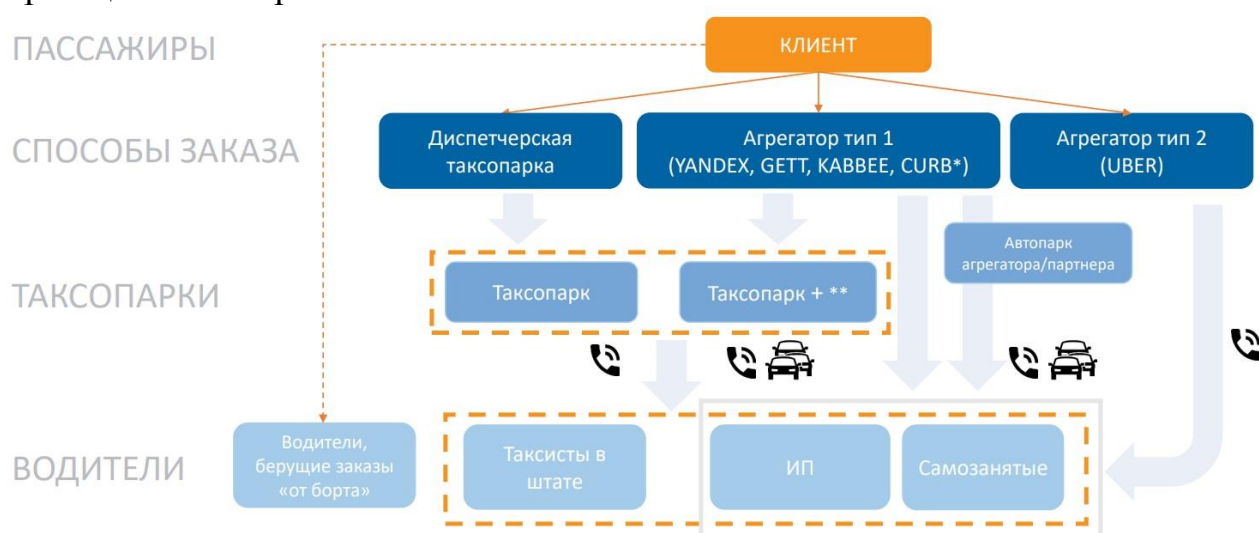 ПАССАЖИРЫ
КЛИЕНТ
СПОСОБЫ ЗАКАЗА
Диспетчерская
таксопарка
Агрегатор тип 1
(YANDEX, GETT, KABBEE, CURB*)
Агрегатор тип 2
(UBER)
Автопарк
агрегатора/партнера
ТАКСОПАРКИ
Таксопарк
Таксопарк + **
ВОДИТЕЛИ
Водители,
берущие заказы
«от борта»
Таксисты в
штате
ИП
Самозанятые